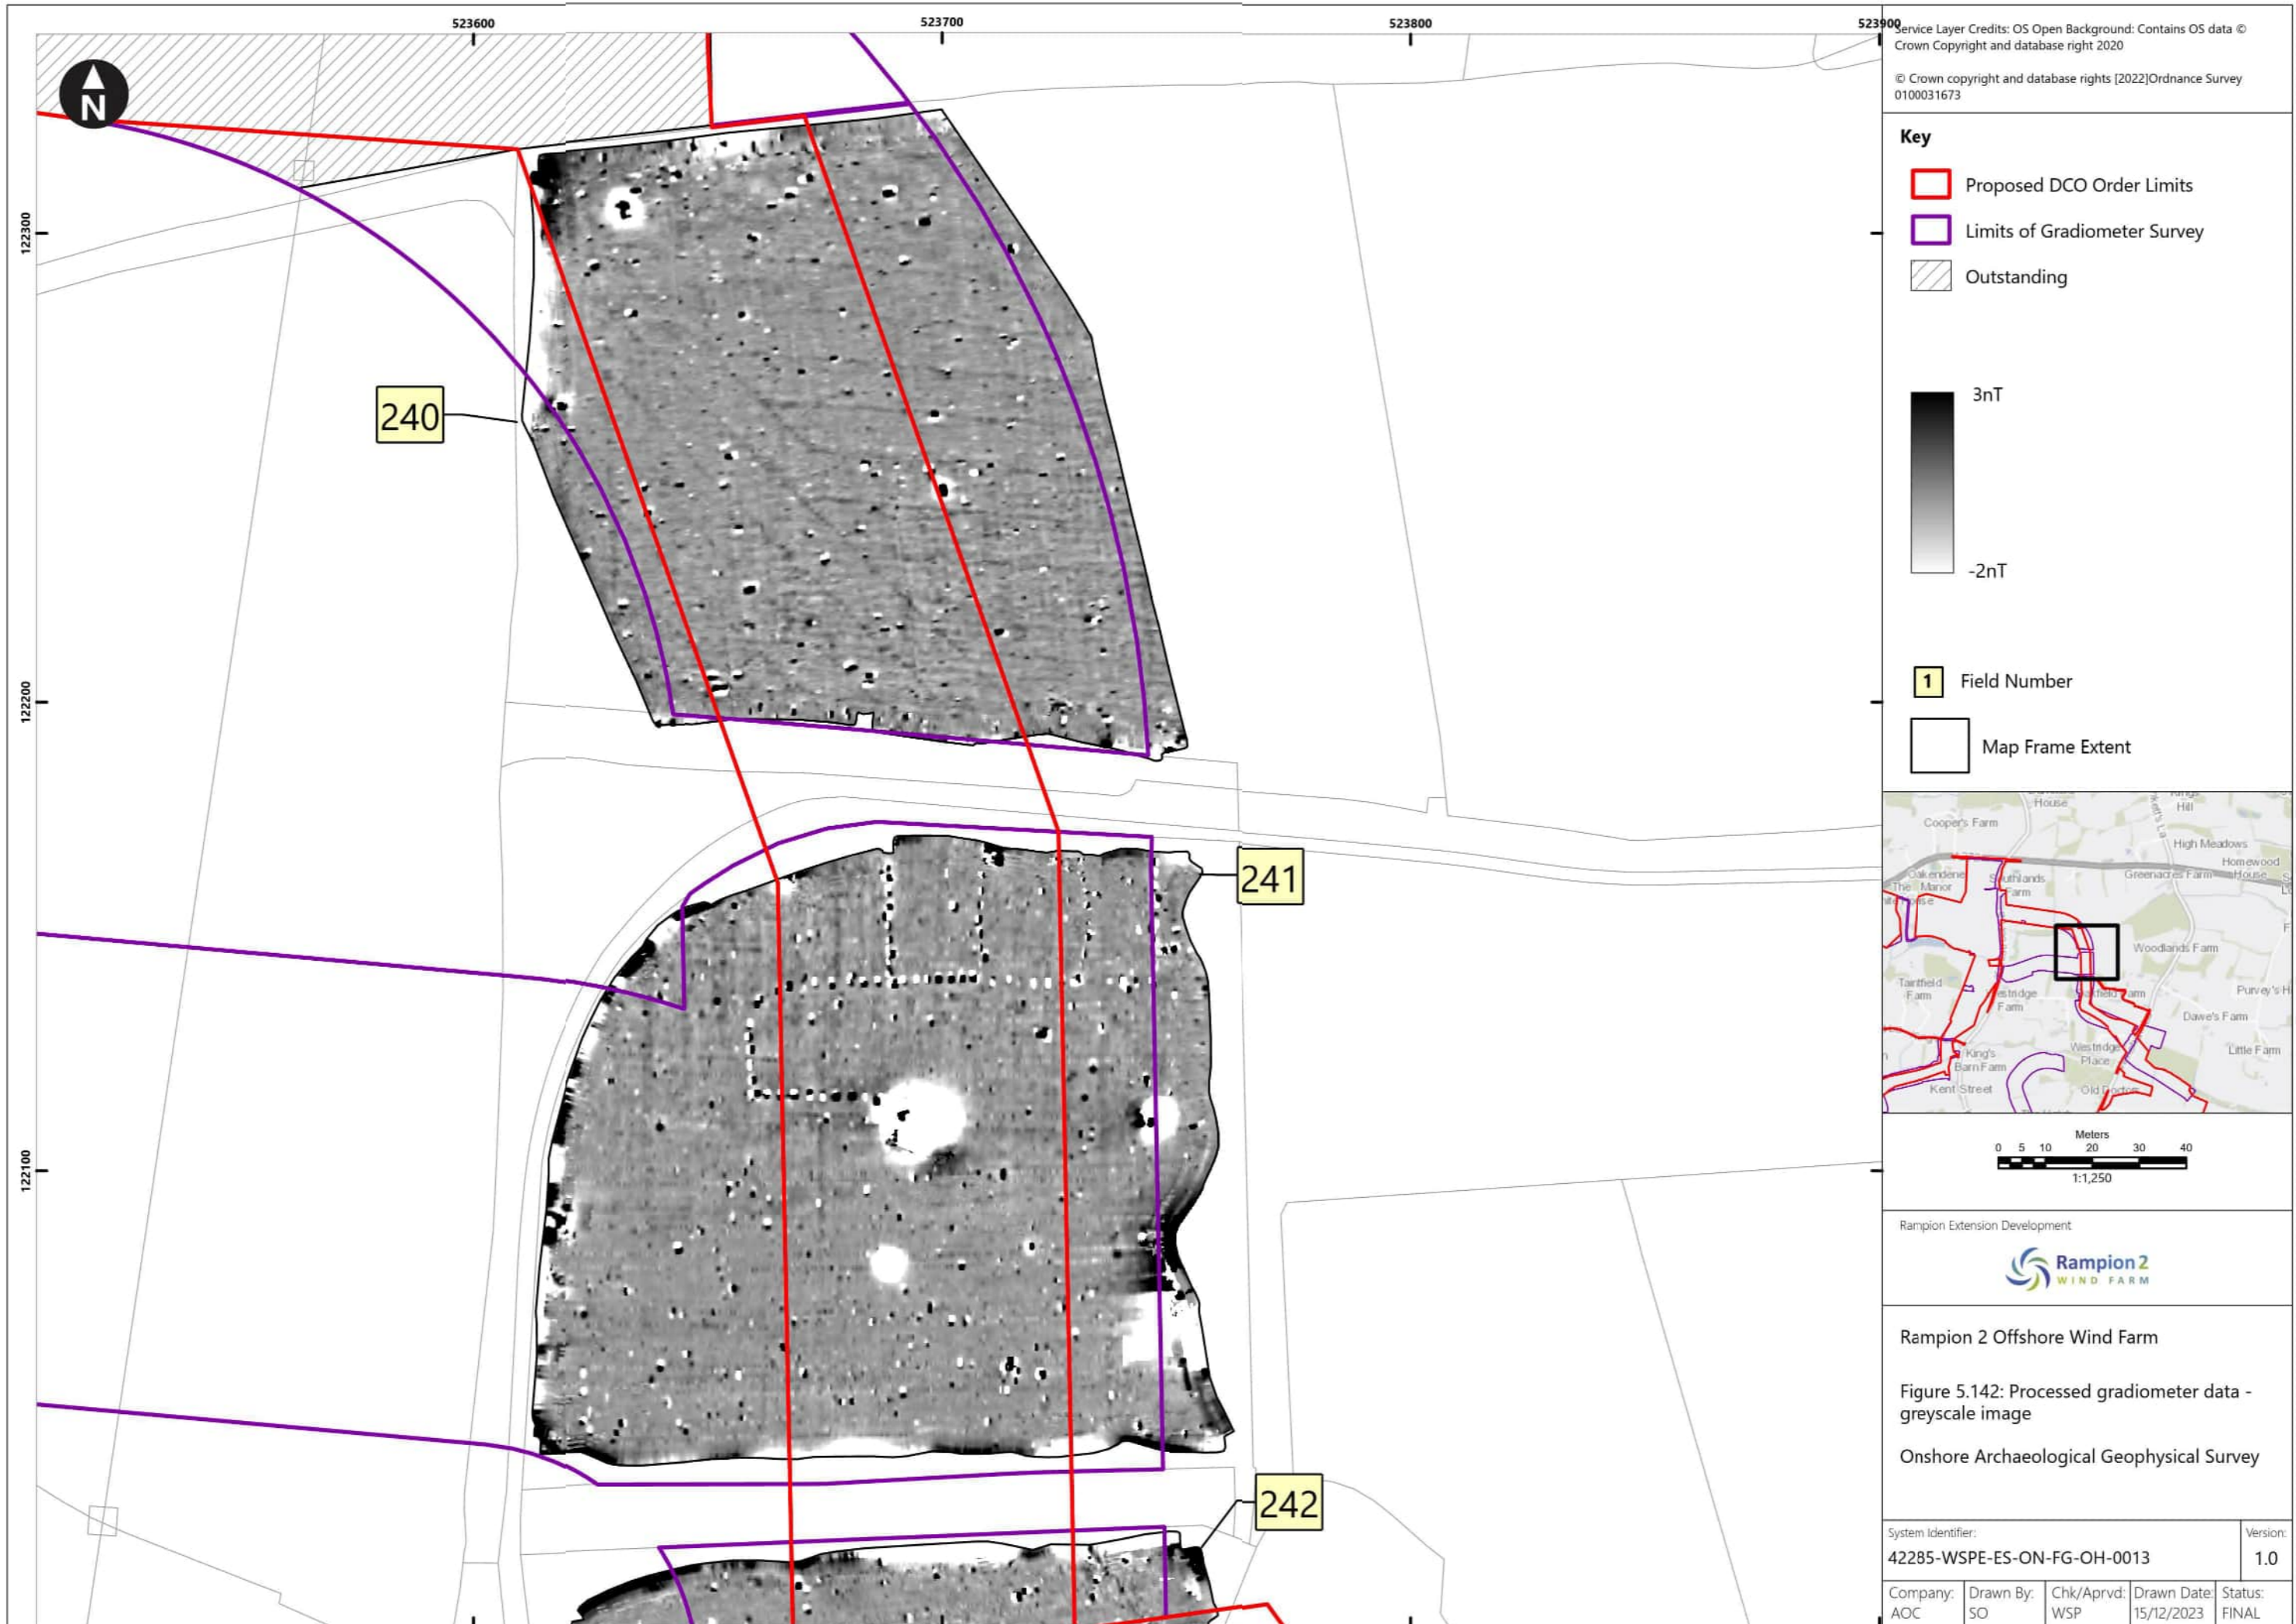 523600
523700
523800
523900
122300
122200
122100
N
240
241
242
Service Layer Credits: OS Open Background: Contains OS data ©
Crown Copyright and database right 2020
© Crown copyright and database rights [2022]Ordnance Survey
0100031673
Key
Proposed DCO Order Limits
Limits of Gradiometer Survey
Outstanding
3nT
-2nT
1 Field Number
Map Frame Extent
House
Hill
Cooper's Farm
High Meadows
Homewood
House
Oakendene
The Manor
Farm
Greenacres Farm
Woodlands Farm
Taintfield
Farm
Farm
Purvey's H
Dawe's Farm
Westridge
Place
Little Farm
King's
Barn Farm
Kent Street
Old Doctors
Meters
0 5 10 20 30 40
1:1,250
Rampion Extension Development
Rampion 2
WIND FARM
Rampion 2 Offshore Wind Farm
Figure 5.142: Processed gradiometer data -
greyscale image
Onshore Archaeological Geophysical Survey
System Identifier:
42285-WSPE-ES-ON-FG-OH-0013
Version:
1.0
Company:
AOC
Drawn By:
SO
Chk/Aprvd:
WSP
Drawn Date:
15/12/2023
Status:
FINAL